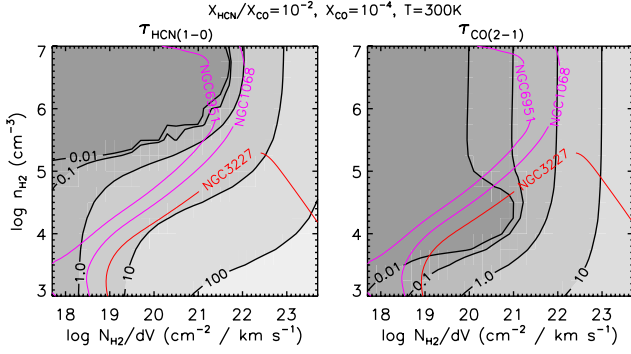 X_HCN/X_CO=10^-2, X_CO=10^-4, T=300K
τ_HCN(1-0)
τ_CO(2-1)
log n_H2 (cm^-3)
7
6
5
4
3
NGC6951
NGC1068
NGC3227
0.01
0.1
1.0
10
100
18 19 20 21 22 23
log N_H2/dV (cm^-2 / km s^-1)
7
6
5
4
3
NGC6951
NGC1068
NGC3227
0.01
0.1
1.0
10
18 19 20 21 22 23
log N_H2/dV (cm^-2 / km s^-1)